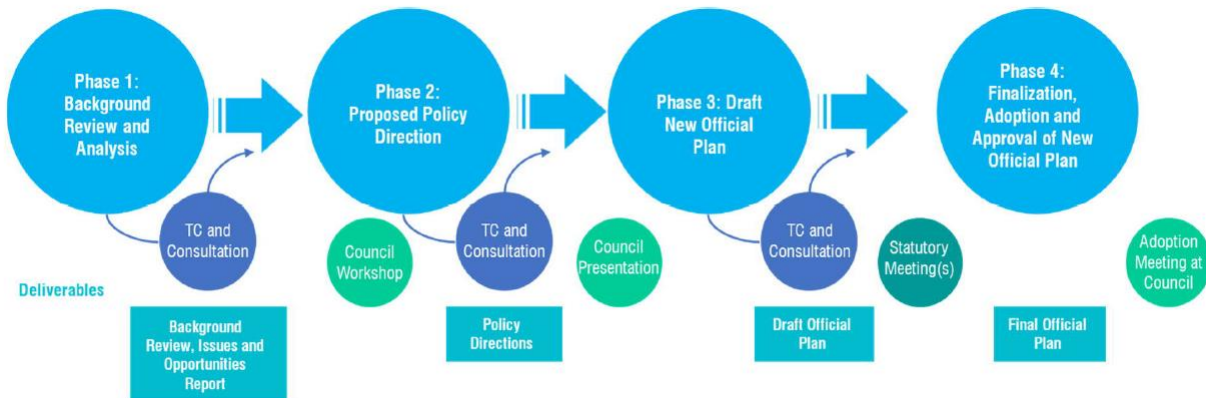 Phase 1:
Background
Review and
Analysis
Phase 2:
Proposed Policy
Direction
Phase 3: Draft
New Official
Plan
Phase 4:
Finalization,
Adoption and
Approval of New
Official Plan
TC and
Consultation
Council
Workshop
TC and
Consultation
Council
Presentation
TC and
Consultation
Statutory
Meeting(s)
Adoption
Meeting at
Council
Deliverables
Background
Review, Issues and
Opportunities
Report
Policy
Directions
Draft Official
Plan
Final Official
Plan